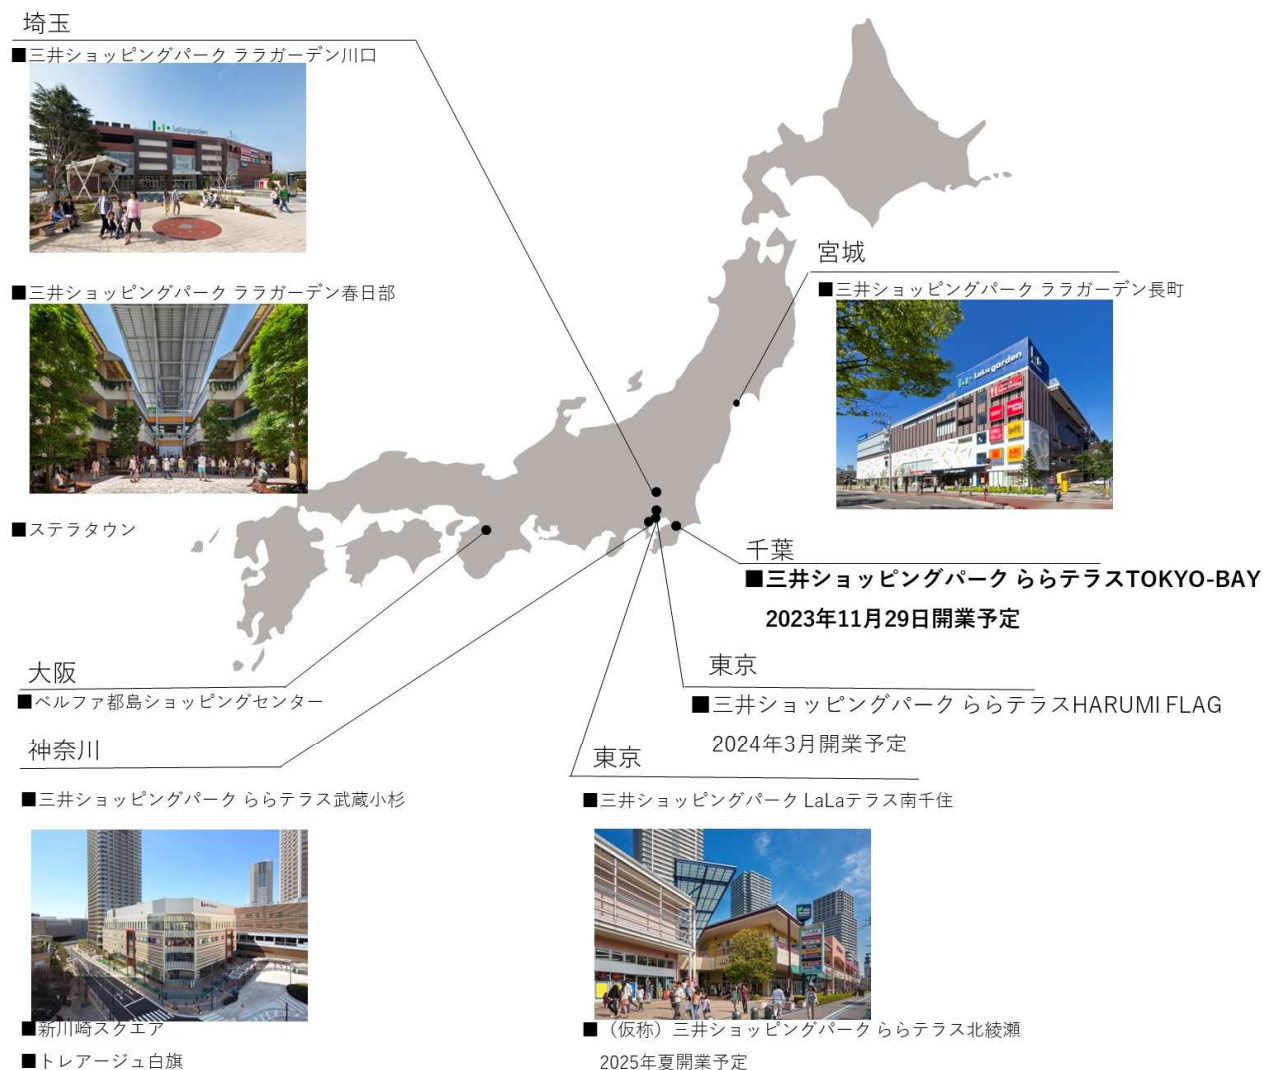 埼玉
■三井ショッピングパーク ララガーデン川口
LaLa garden
■三井ショッピングパーク ララガーデン春日部
■ステラタウン
宮城
■三井ショッピングパーク ララガーデン長町
LaLa garden
千葉
■三井ショッピングパーク ららテラスTOKYO-BAY
2023年11月29日開業予定
大阪
■ベルファ都島ショッピングセンター
東京
■三井ショッピングパーク ららテラスHARUMI FLAG
2024年3月開業予定
神奈川
■三井ショッピングパーク ららテラス武蔵小杉
■新川崎スクエア
■トレアージュ白旗
東京
■三井ショッピングパーク LaLaテラス南千住
■（仮称）三井ショッピングパーク ららテラス北綾瀬
2025年夏開業予定